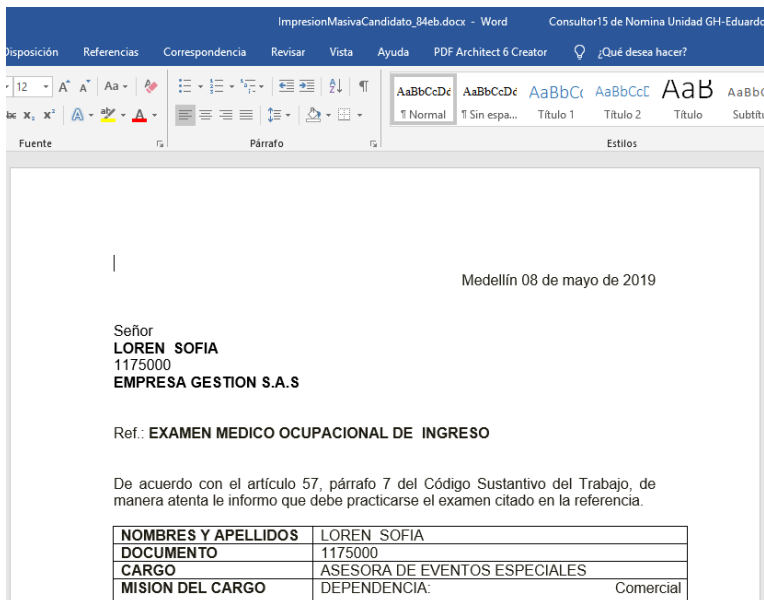 ImpresionMasivaCandidato_84eb.docx - Word Consultor15 de Nomina Unidad GH-Eduardo
Disposición Referencias Correspondencia Revisar Vista Ayuda PDF Architect 6 Creator ¿Qué desea hacer?
12 A A Aa
abc X₂ X² A aby A
AaBbCcDc AaBbCcDc AaBbCc AaBbCcE AaB AaBbC
¶ Normal ¶ Sin espa... Título 1 Título 2 Título Subtítu
Fuente Párrafo Estilos
Medellín 08 de mayo de 2019
Señor
LOREN SOFIA
1175000
EMPRESA GESTION S.A.S
Ref.: EXAMEN MEDICO OCUPACIONAL DE INGRESO
De acuerdo con el artículo 57, párrafo 7 del Código Sustantivo del Trabajo, de
manera atenta le informo que debe practicarse el examen citado en la referencia.
NOMBRES Y APELLIDOS LOREN SOFIA
DOCUMENTO 1175000
CARGO ASESORA DE EVENTOS ESPECIALES
MISION DEL CARGO DEPENDENCIA: Comercial